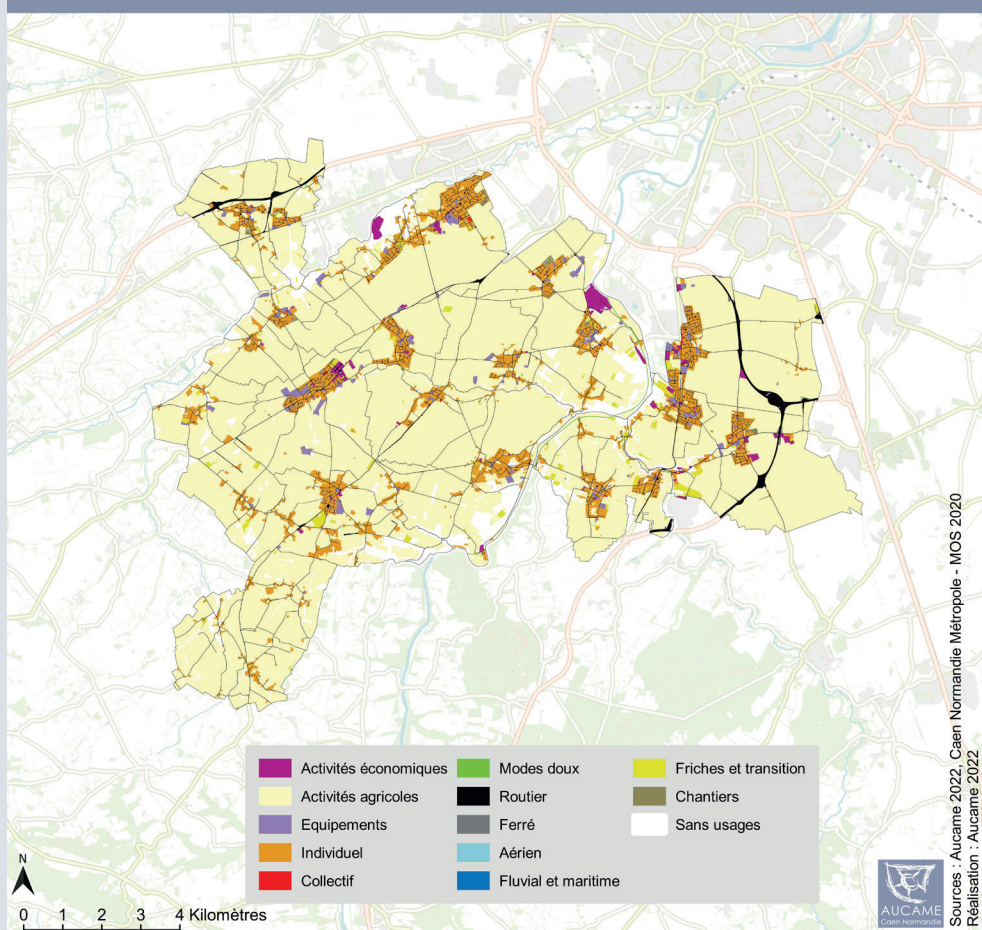 Activités économiques
Activités agricoles
Equipements
Individuel
Collectif
Modes doux
Routier
Ferré
Aérien
Fluvial et maritime
Friches et transition
Chantiers
Sans usages
N
0 1 2 3 4 Kilomètres
Sources : Aucame 2022, Caen Normandie Métropole - MOS 2020
Réalisation : Aucame 2022
AUCAME
Caen Normandie